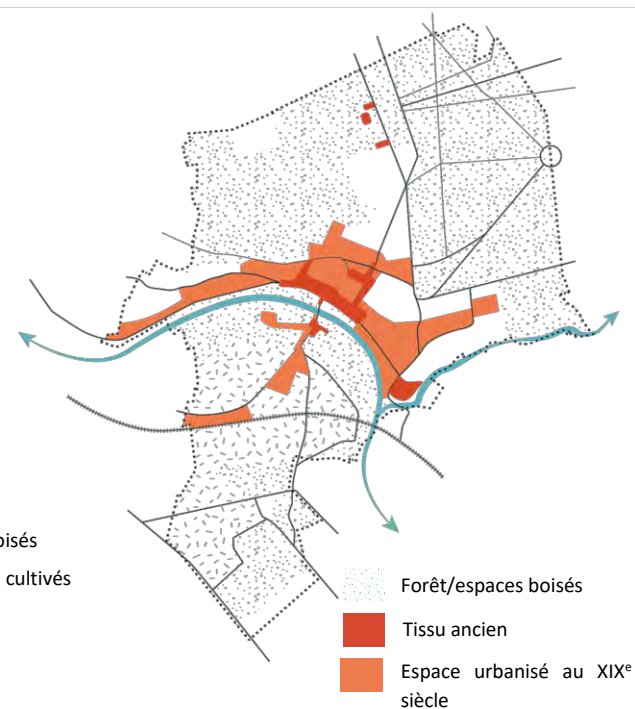 oisés
cultivés
Forêt/espaces boisés
Tissu ancien
Espace urbanisé au XIXe
siècle